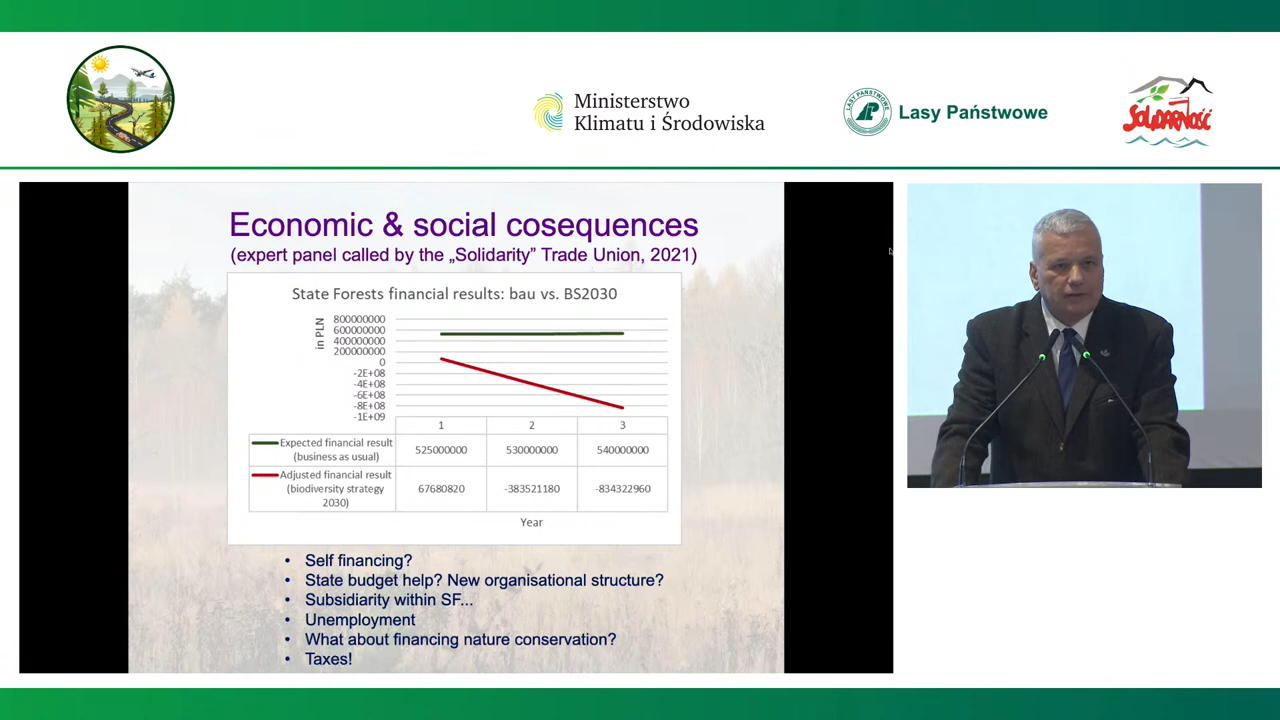 Ministerstwo
Klimatu i Środowiska
LASY PAŃSTWOWE
Lasy Państwowe
SOLIDARNOŚĆ
Economic & social cosequences
(expert panel called by the „Solidarity” Trade Union, 2021)
State Forests financial results: bau vs. BS2030
in PLN
800000000
600000000
400000000
200000000
0
-2E+08
-4E+08
-6E+08
-8E+08
-1E+09
1 2 3
Expected financial result
(business as usual)
525000000 530000000 540000000
Adjusted financial result
(biodiversity strategy
2030)
67680820 -383521180 -834322960
Year
• Self financing?
• State budget help? New organisational structure?
• Subsidiarity within SF...
• Unemployment
• What about financing nature conservation?
• Taxes!